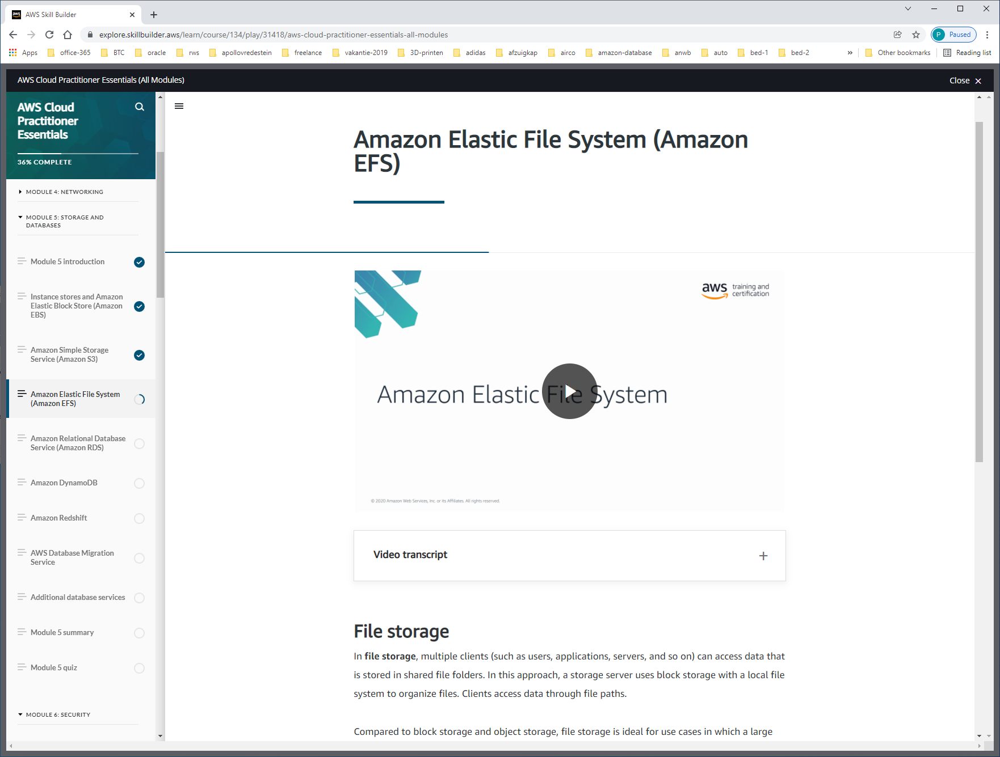 AWS Skill Builder
explore.skillbuilder.aws/learn/course/134/play/31418/aws-cloud-practitioner-essentials-all-modules
P Paused
Apps office-365 BTC oracle rws apollovredestein freelance vakantie-2019 3D-printen adidas afzuigkap airco amazon-database anwb auto bed-1 bed-2 » Other bookmarks Reading list
AWS Cloud Practitioner Essentials (All Modules)
Close
AWS Cloud
Practitioner
Essentials
36% COMPLETE
MODULE 4: NETWORKING
MODULE 5: STORAGE AND
DATABASES
Module 5 introduction
Instance stores and Amazon
Elastic Block Store (Amazon
EBS)
Amazon Simple Storage
Service (Amazon S3)
Amazon Elastic File System
(Amazon EFS)
Amazon Relational Database
Service (Amazon RDS)
Amazon DynamoDB
Amazon Redshift
AWS Database Migration
Service
Additional database services
Module 5 summary
Module 5 quiz
MODULE 6: SECURITY
Amazon Elastic File System (Amazon
EFS)
aws training and
certification
Amazon Elastic File System
© 2020 Amazon Web Services, Inc. or its Affiliates. All rights reserved.
Video transcript
File storage
In file storage, multiple clients (such as users, applications, servers, and so on) can access data that
is stored in shared file folders. In this approach, a storage server uses block storage with a local file
system to organize files. Clients access data through file paths.
Compared to block storage and object storage, file storage is ideal for use cases in which a large